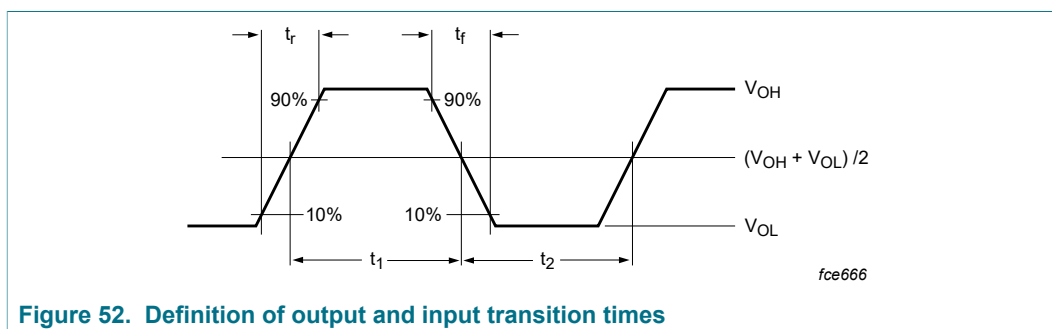 tr
tf
90%
90%
VOH
(VOH + VOL) /2
10%
10%
VOL
t1
t2
fce666
Figure 52. Definition of output and input transition times